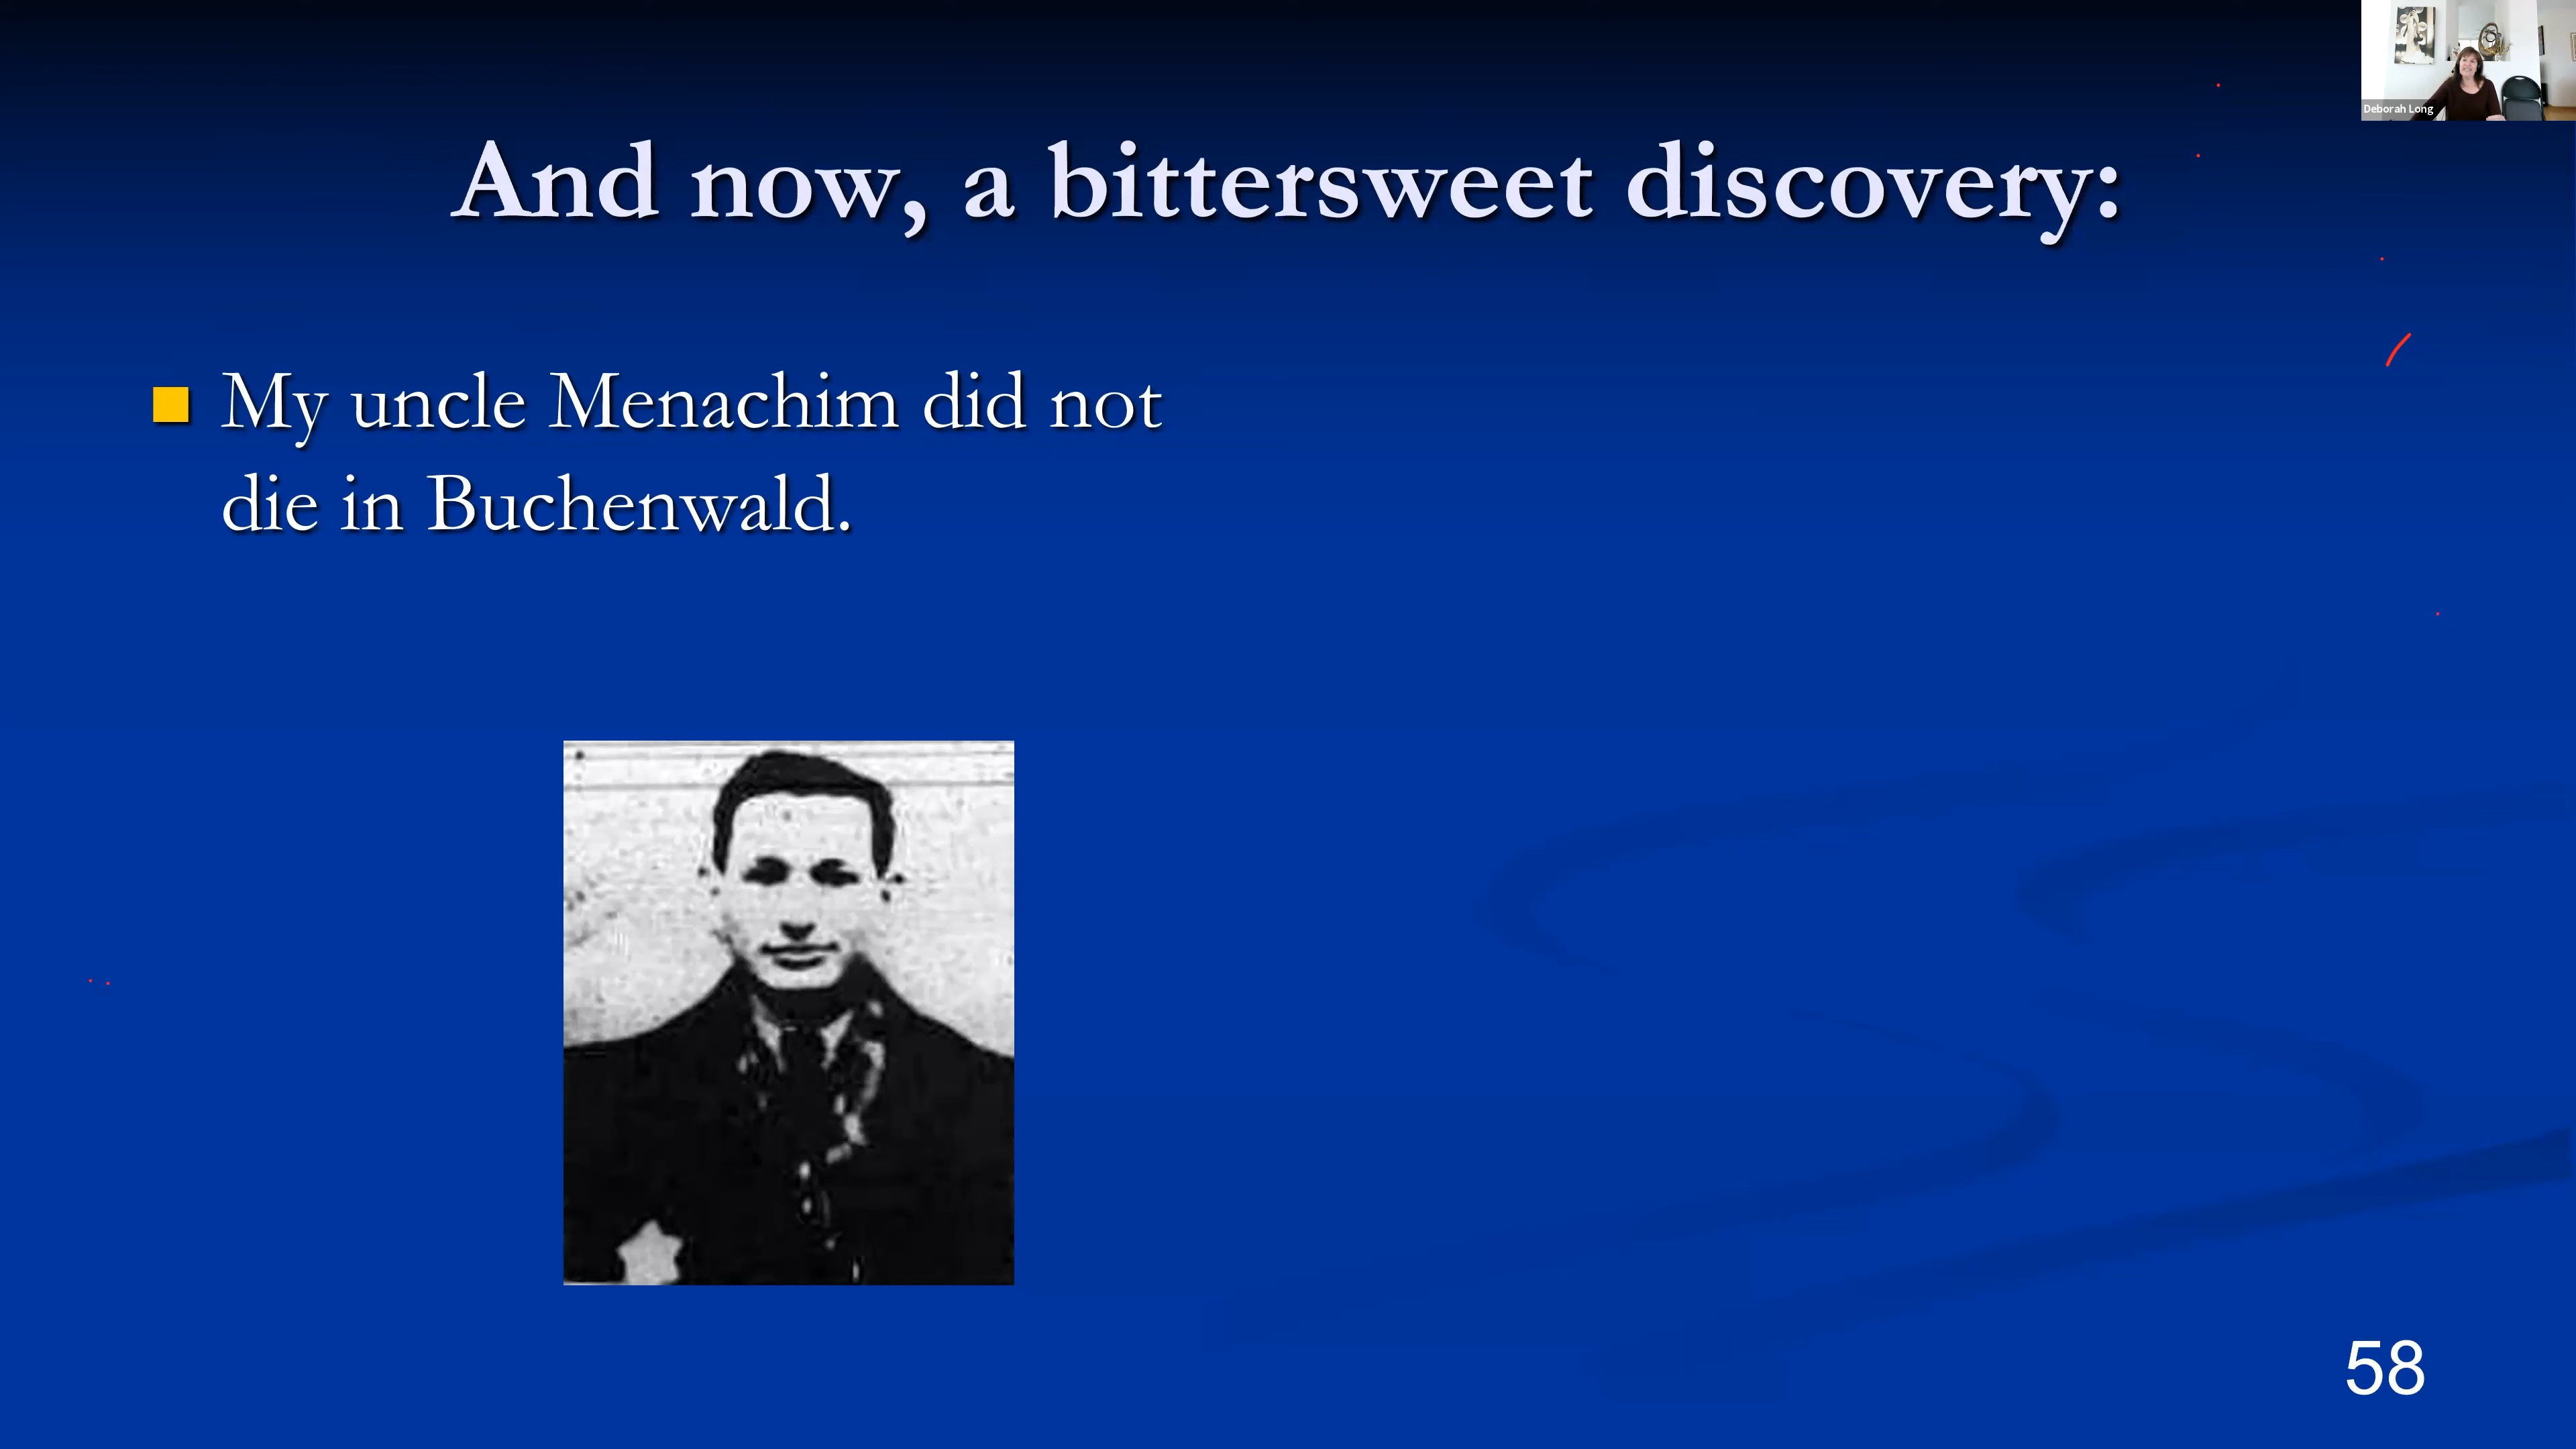 Deborah Long
And now, a bittersweet discovery:
My uncle Menachim did not
die in Buchenwald.
58